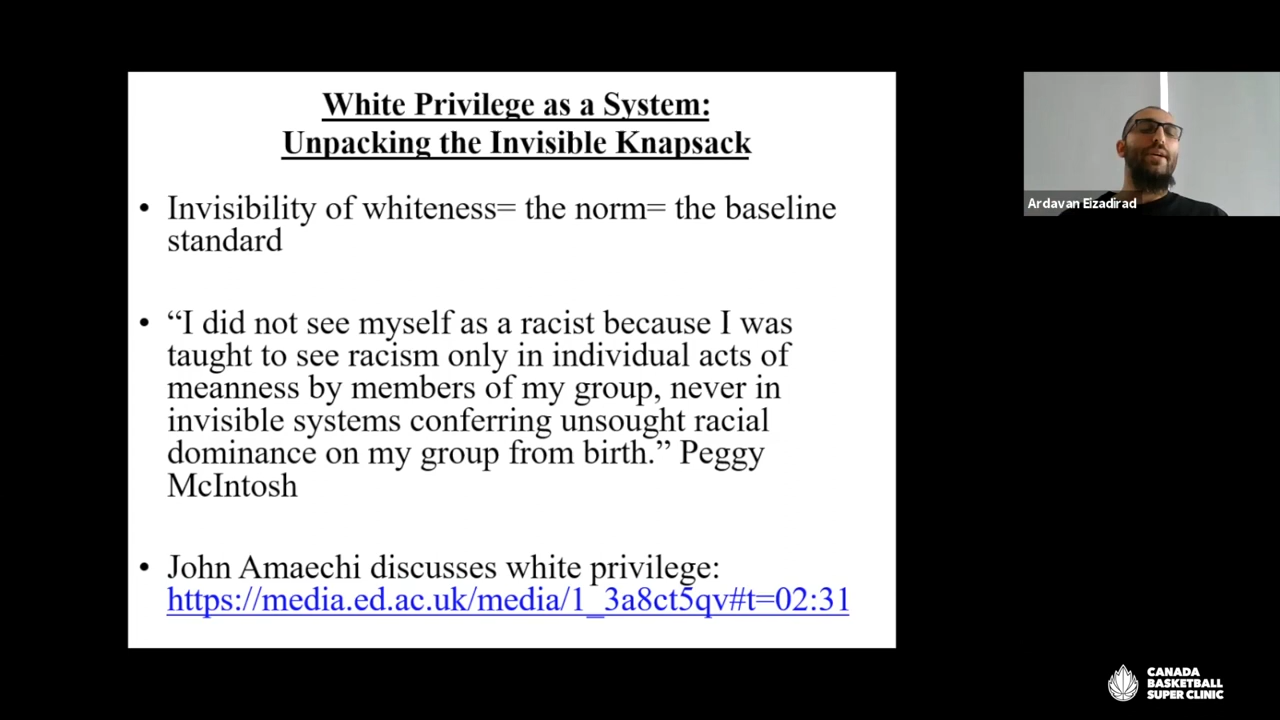 White Privilege as a System:
Unpacking the Invisible Knapsack
• Invisibility of whiteness= the norm= the baseline
standard
• “I did not see myself as a racist because I was
taught to see racism only in individual acts of
meanness by members of my group, never in
invisible systems conferring unsought racial
dominance on my group from birth.” Peggy
McIntosh
• John Amaechi discusses white privilege:
https://media.ed.ac.uk/media/1_3a8ct5qv#t=02:31
Ardavan Eizadirad
CANADA
BASKETBALL
SUPER CLINIC